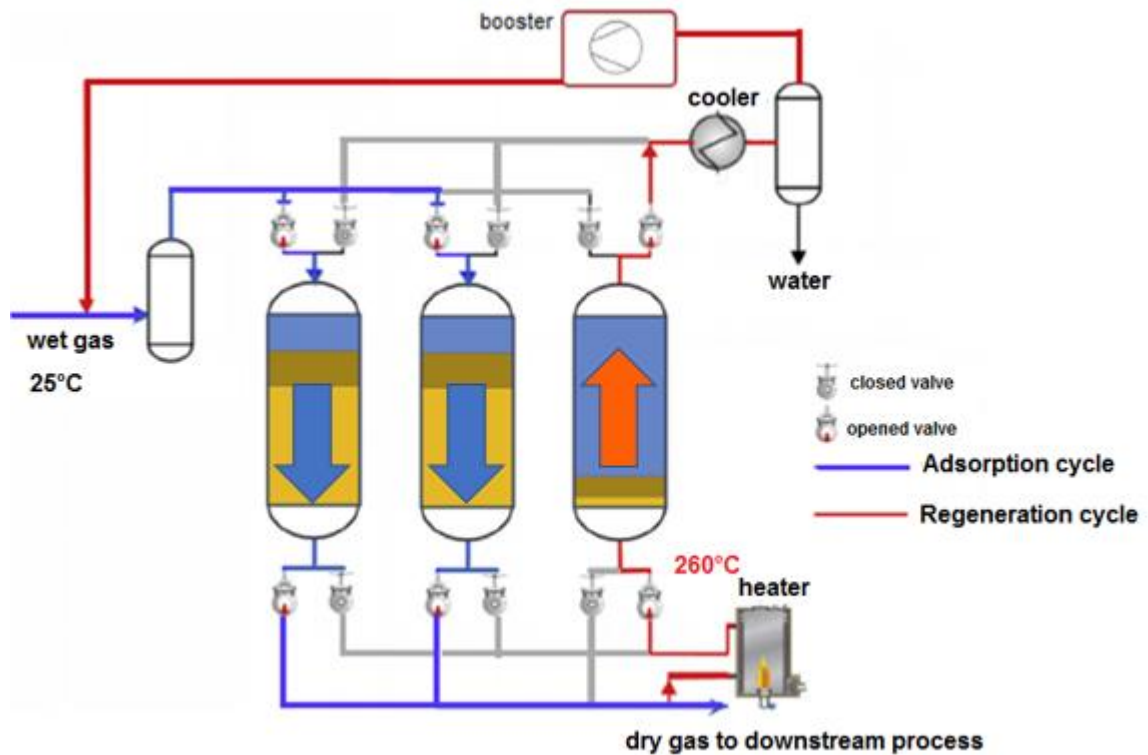 booster
cooler
water
wet gas
25°C
closed valve
opened valve
Adsorption cycle
Regeneration cycle
260°C
heater
dry gas to downstream process